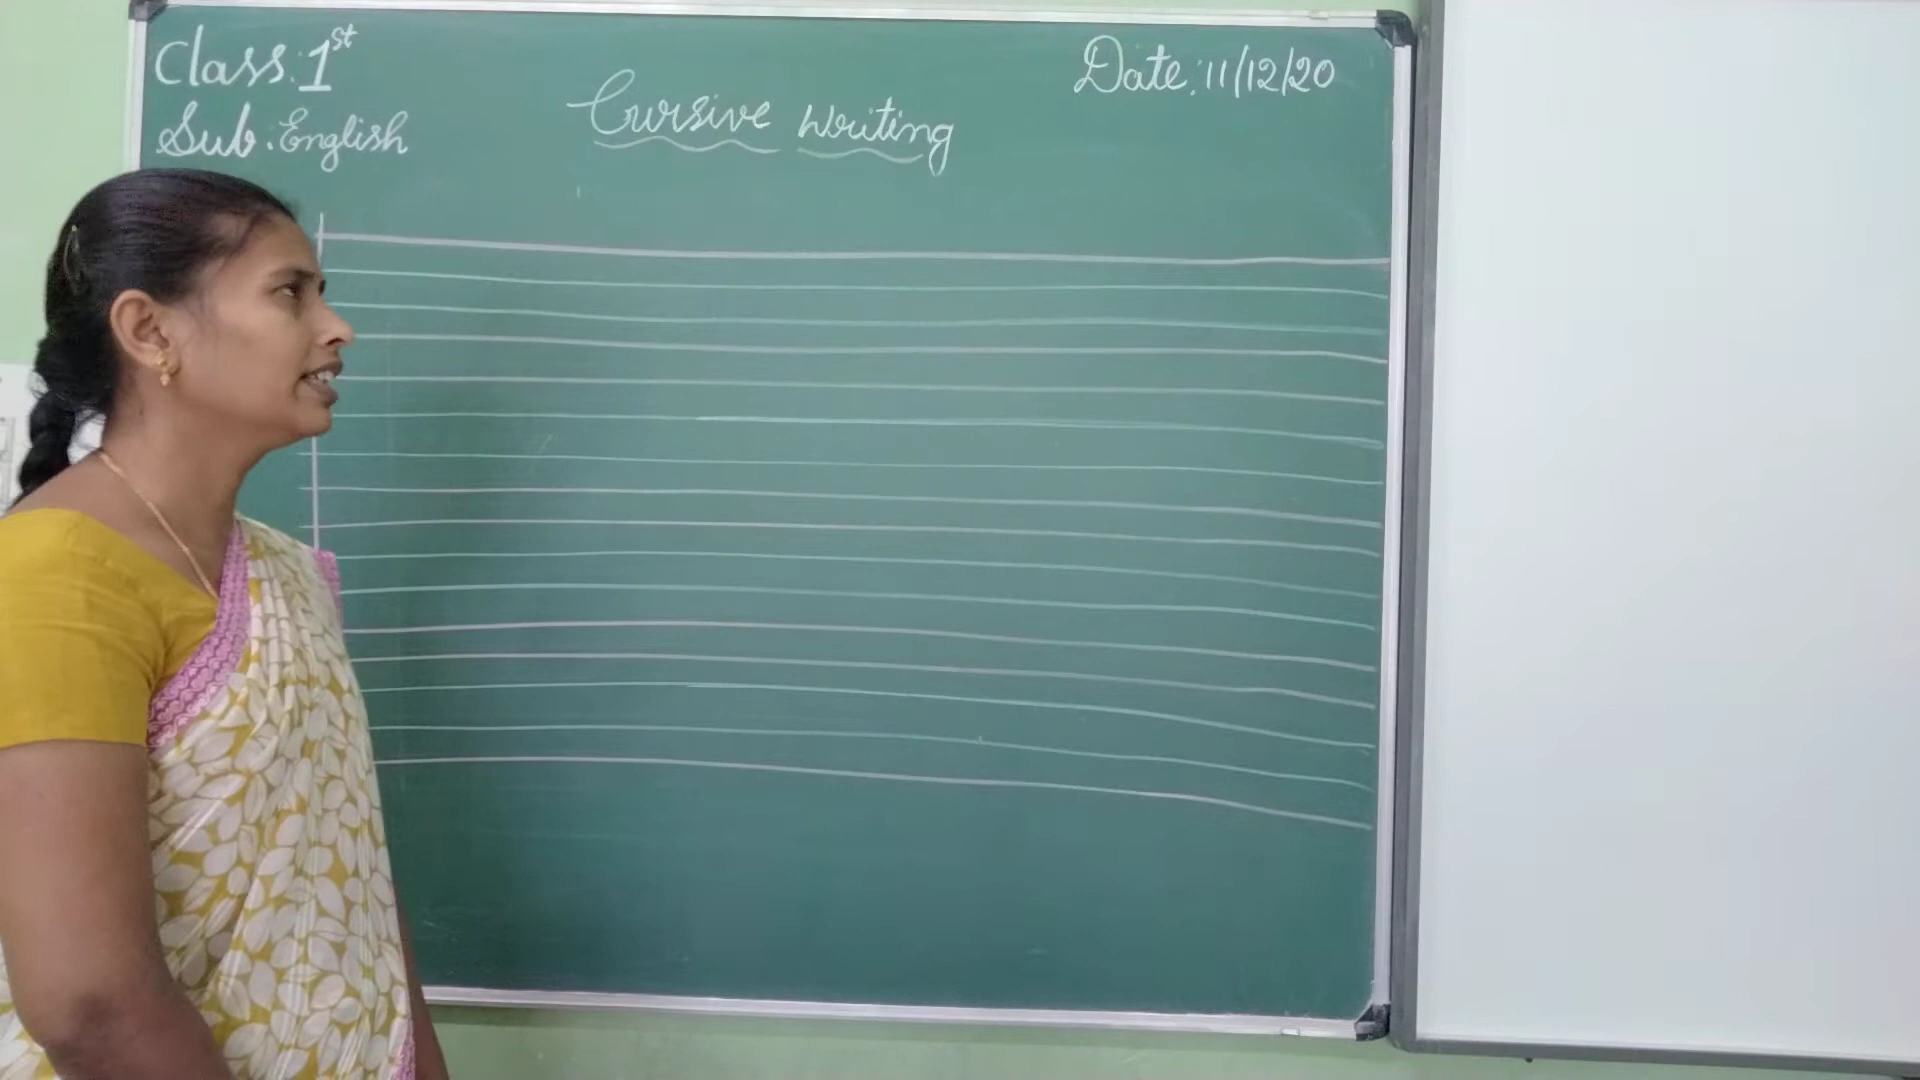 Class: 1st
Sub: English
Cursive writing
Date: 11/12/20